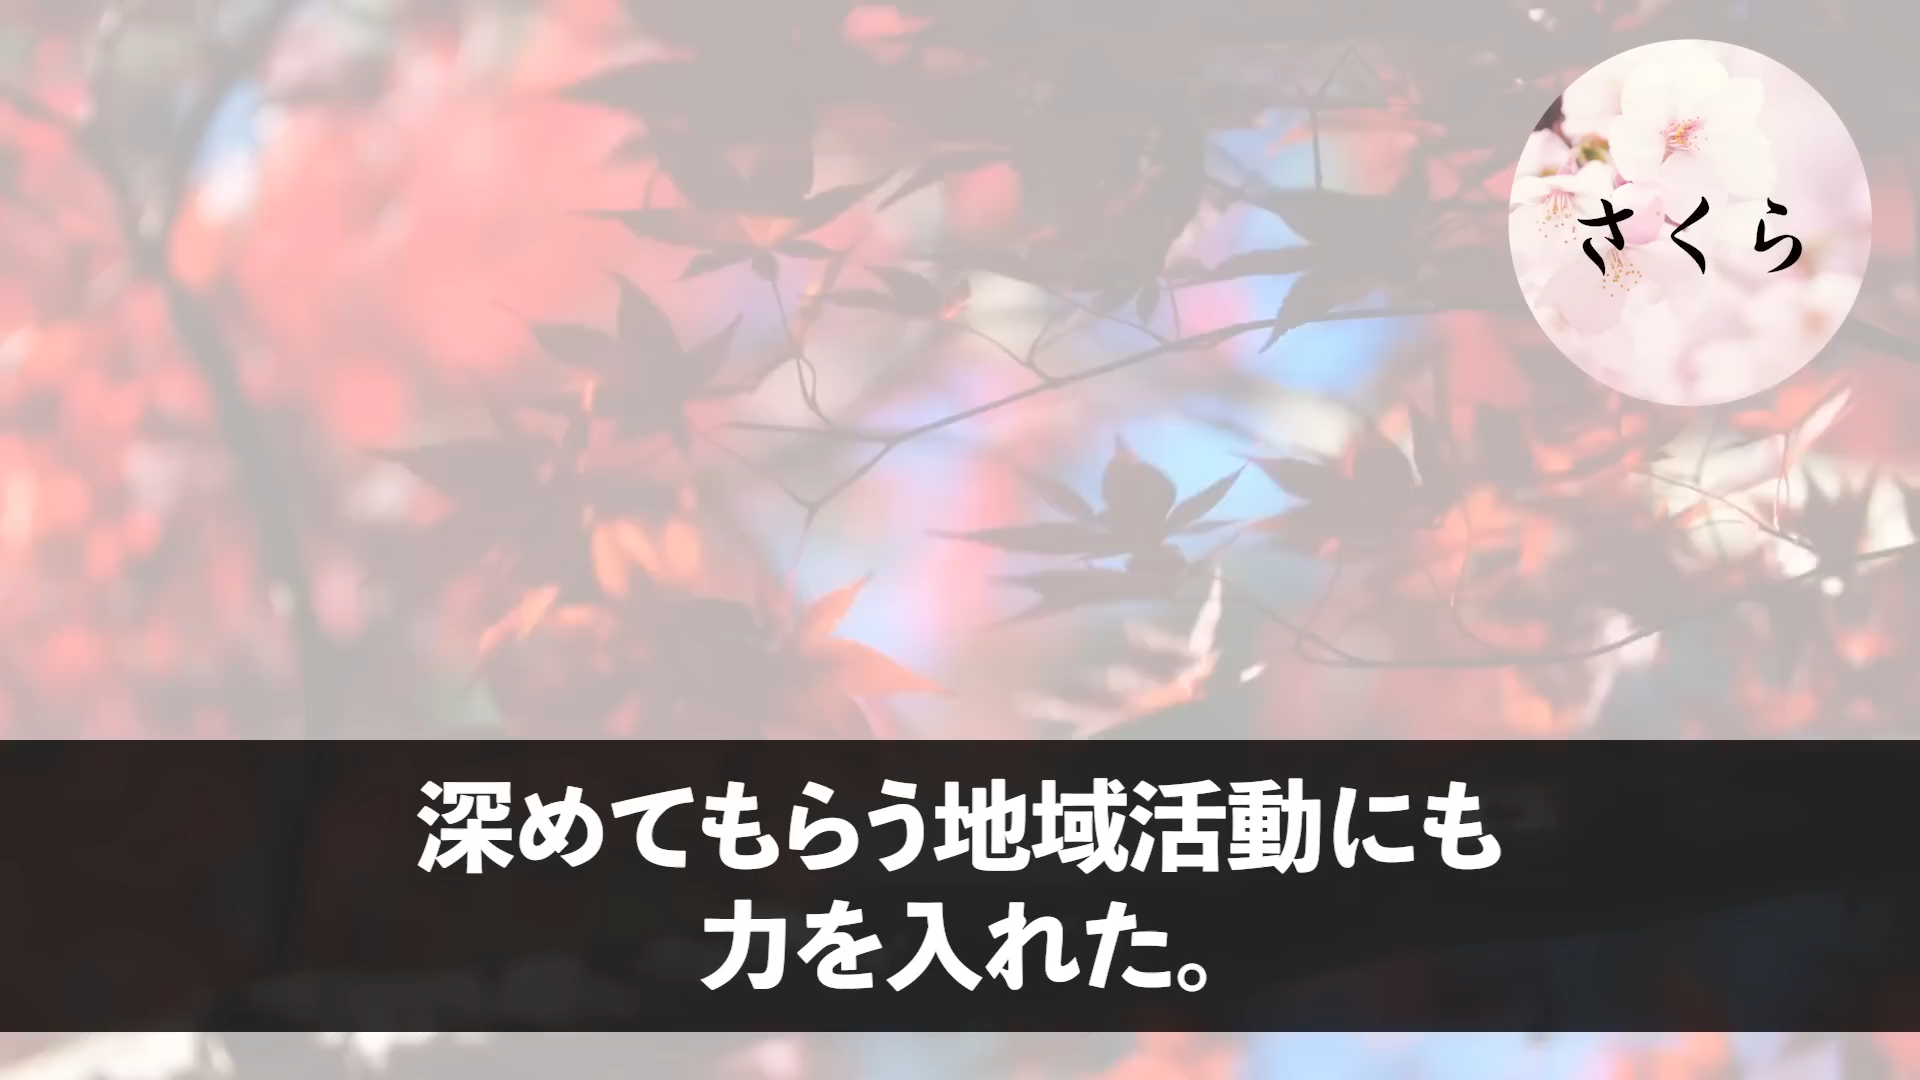 さくら
深めてもらう地域活動にも
力を入れた。